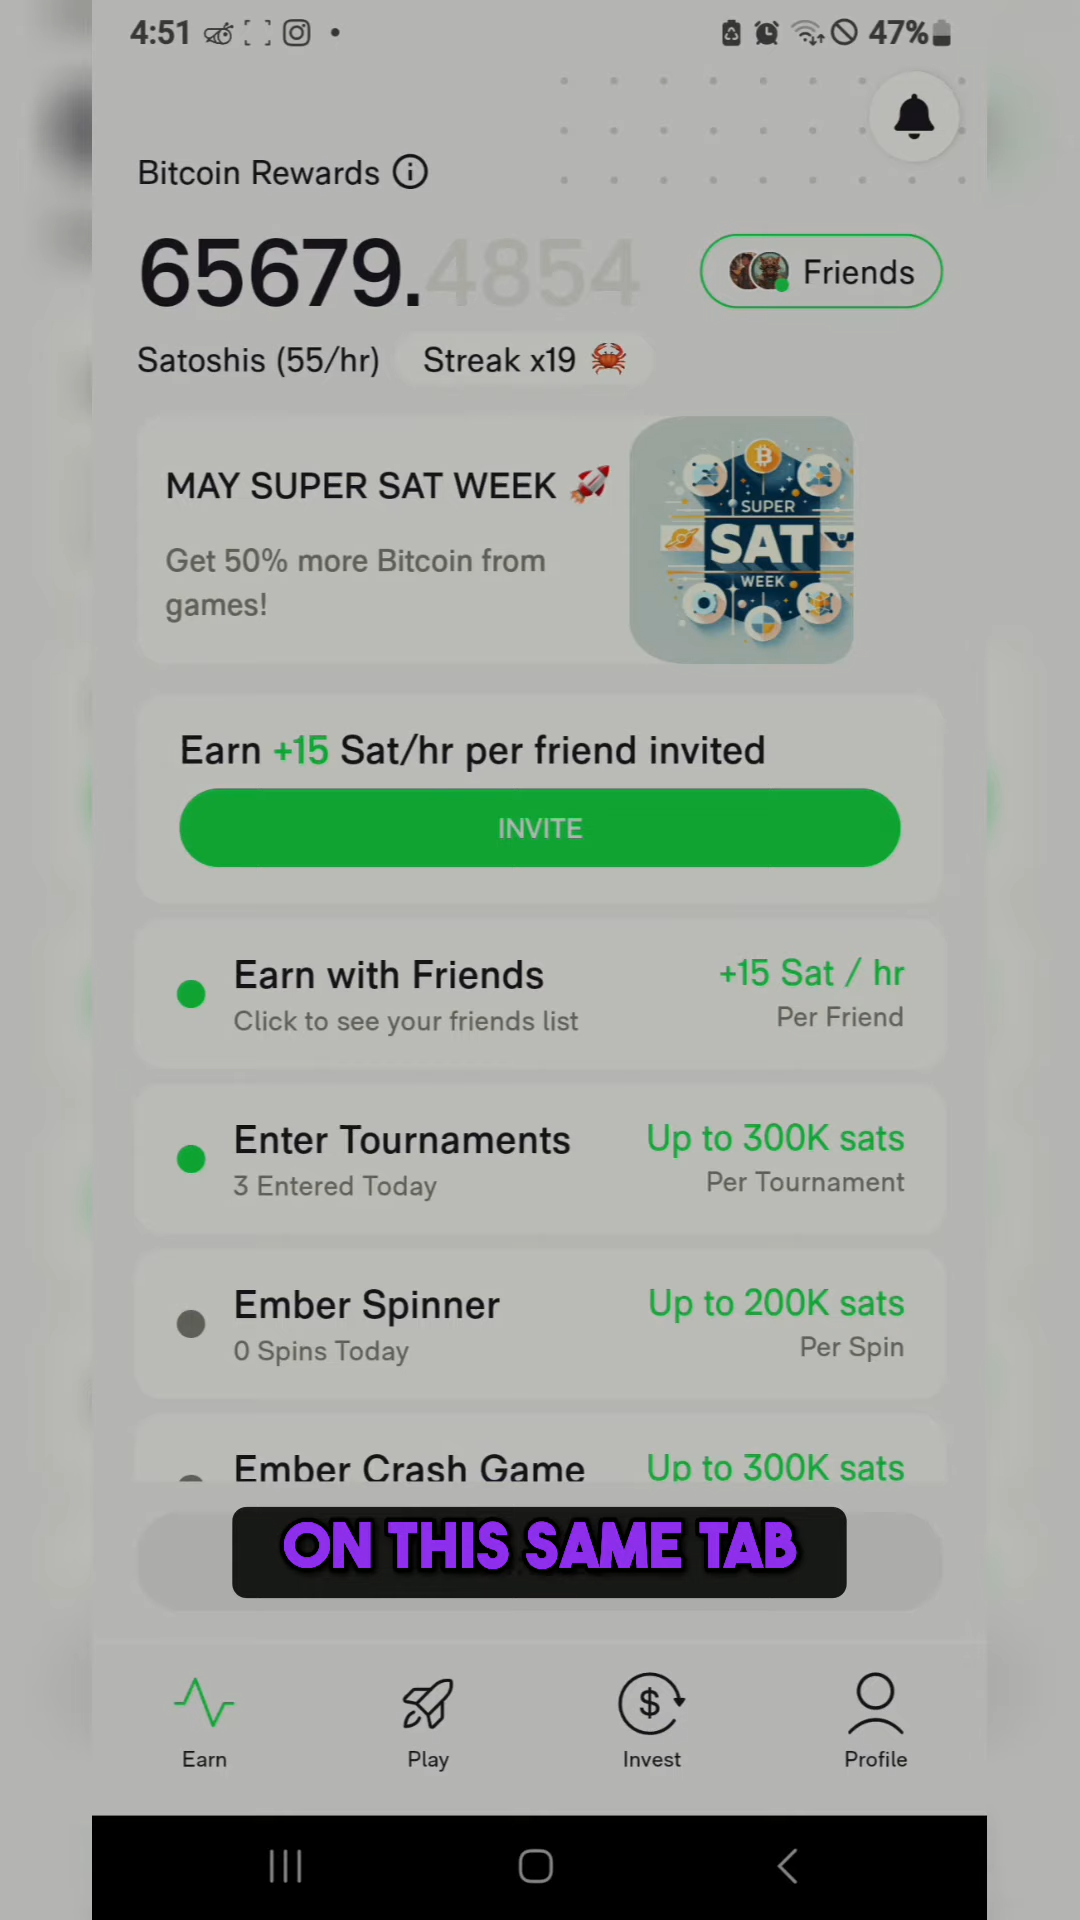 4:51
47%
Bitcoin Rewards
65679.4854
Friends
Satoshis (55/hr)
Streak x19
MAY SUPER SAT WEEK
Get 50% more Bitcoin from
games!
SUPER
SAT
WEEK
Earn +15 Sat/hr per friend invited
INVITE
Earn with Friends
+15 Sat / hr
Click to see your friends list
Per Friend
Enter Tournaments
Up to 300K sats
3 Entered Today
Per Tournament
Ember Spinner
Up to 200K sats
0 Spins Today
Per Spin
Ember Crash Game
Up to 300K sats
ON THIS SAME TAB
Earn
Play
Invest
Profile